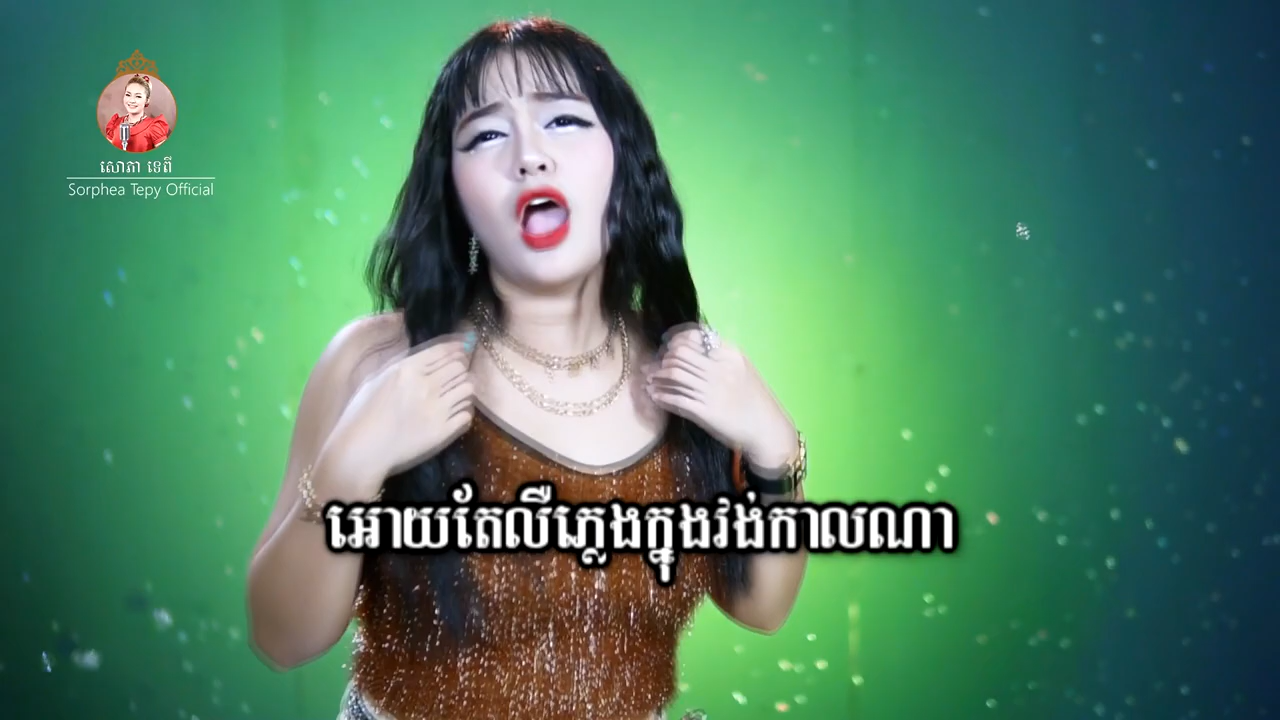 សោភា ទេពី
Sorphea Tepy Official
អោយតែលឺភ្លេងក្នុងវង់កាលណា